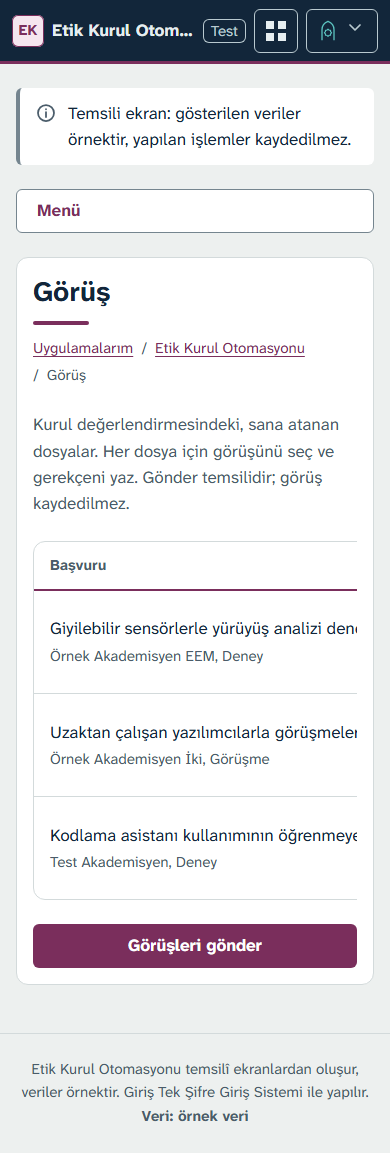 EK Etik Kurul Otom... Test
Temsili ekran: gösterilen veriler
örnektir, yapılan işlemler kaydedilmez.
Menü
Görüş
Uygulamalarım / Etik Kurul Otomasyonu
/ Görüş
Kurul değerlendirmesindeki, sana atanan
dosyalar. Her dosya için görüşünü seç ve
gerekçeni yaz. Gönder temsilidir; görüş
kaydedilmez.
Başvuru
Giyilebilir sensörlerle yürüyüş analizi den
Örnek Akademisyen EEM, Deney
Uzaktan çalışan yazılımcılarla görüşmeler
Örnek Akademisyen İki, Görüşme
Kodlama asistanı kullanımının öğrenmeye
Test Akademisyen, Deney
Görüşleri gönder
Etik Kurul Otomasyonu temsilî ekranlardan oluşur,
veriler örnektir. Giriş Tek Şifre Giriş Sistemi ile yapılır.
Veri: örnek veri